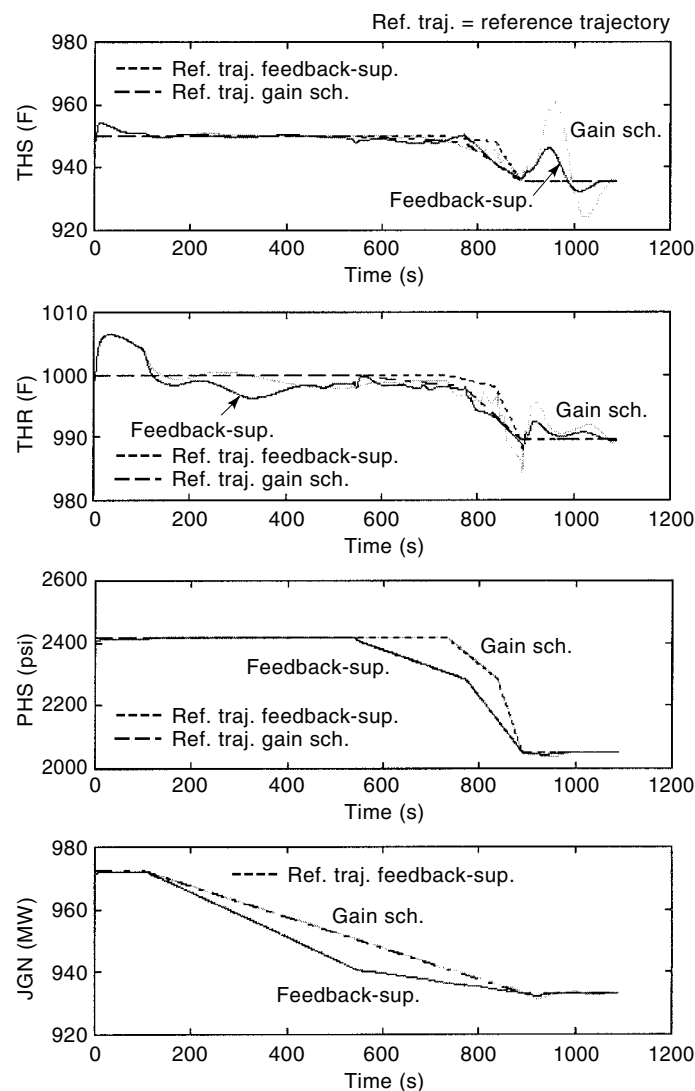 Ref. traj. = reference trajectory
980
960
940
920
THS (F)
Ref. traj. feedback-sup.
Ref. traj. gain sch.
Gain sch.
Feedback-sup.
0 200 400 600 800 1000 1200
Time (s)
1010
1000
990
980
THR (F)
Gain sch.
Feedback-sup.
Ref. traj. feedback-sup.
Ref. traj. gain sch.
0 200 400 600 800 1000 1200
Time (s)
2600
2400
2200
2000
PHS (psi)
Gain sch.
Feedback-sup.
Ref. traj. feedback-sup.
Ref. traj. gain sch.
0 200 400 600 800 1000 1200
Time (s)
980
960
940
920
JGN (MW)
Ref. traj. feedback-sup.
Gain sch.
Feedback-sup.
0 200 400 600 800 1000 1200
Time (s)